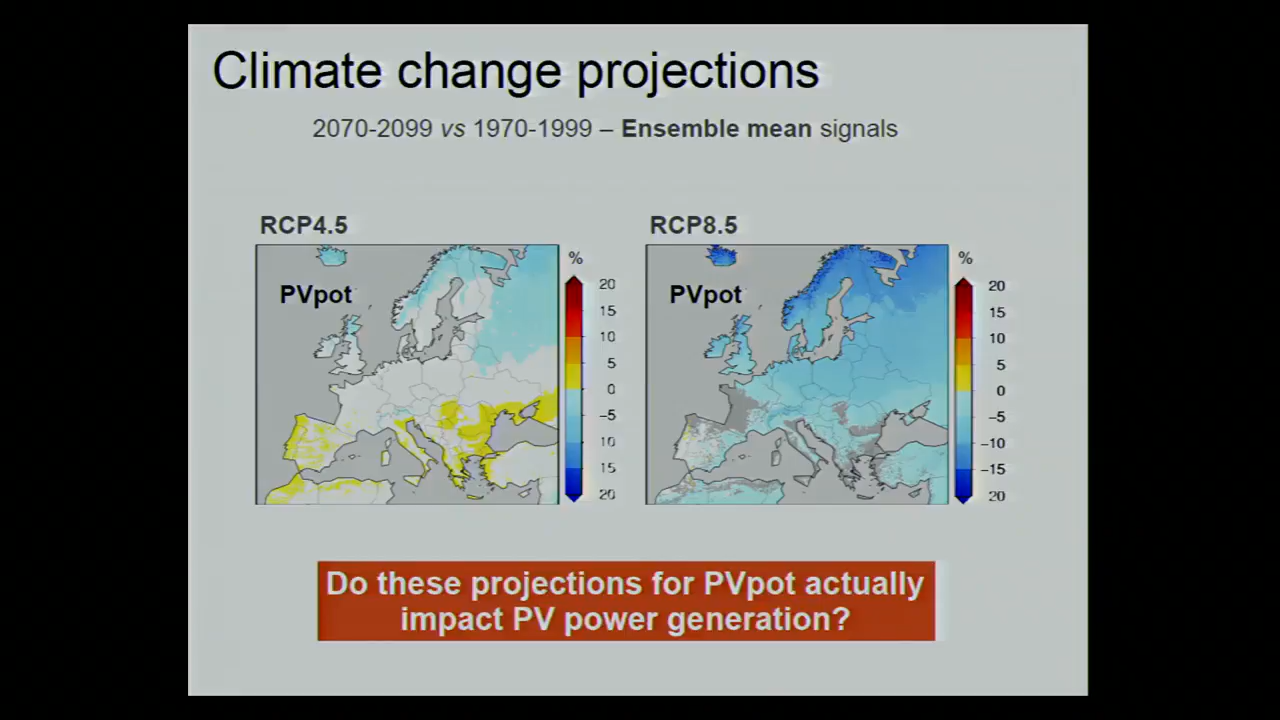 Climate change projections
2070-2099 vs 1970-1999 – Ensemble mean signals
RCP4.5
PVpot
%
20
15
10
5
0
−5
10
15
20
RCP8.5
PVpot
%
20
15
10
5
0
−5
−10
−15
20
Do these projections for PVpot actually
impact PV power generation?